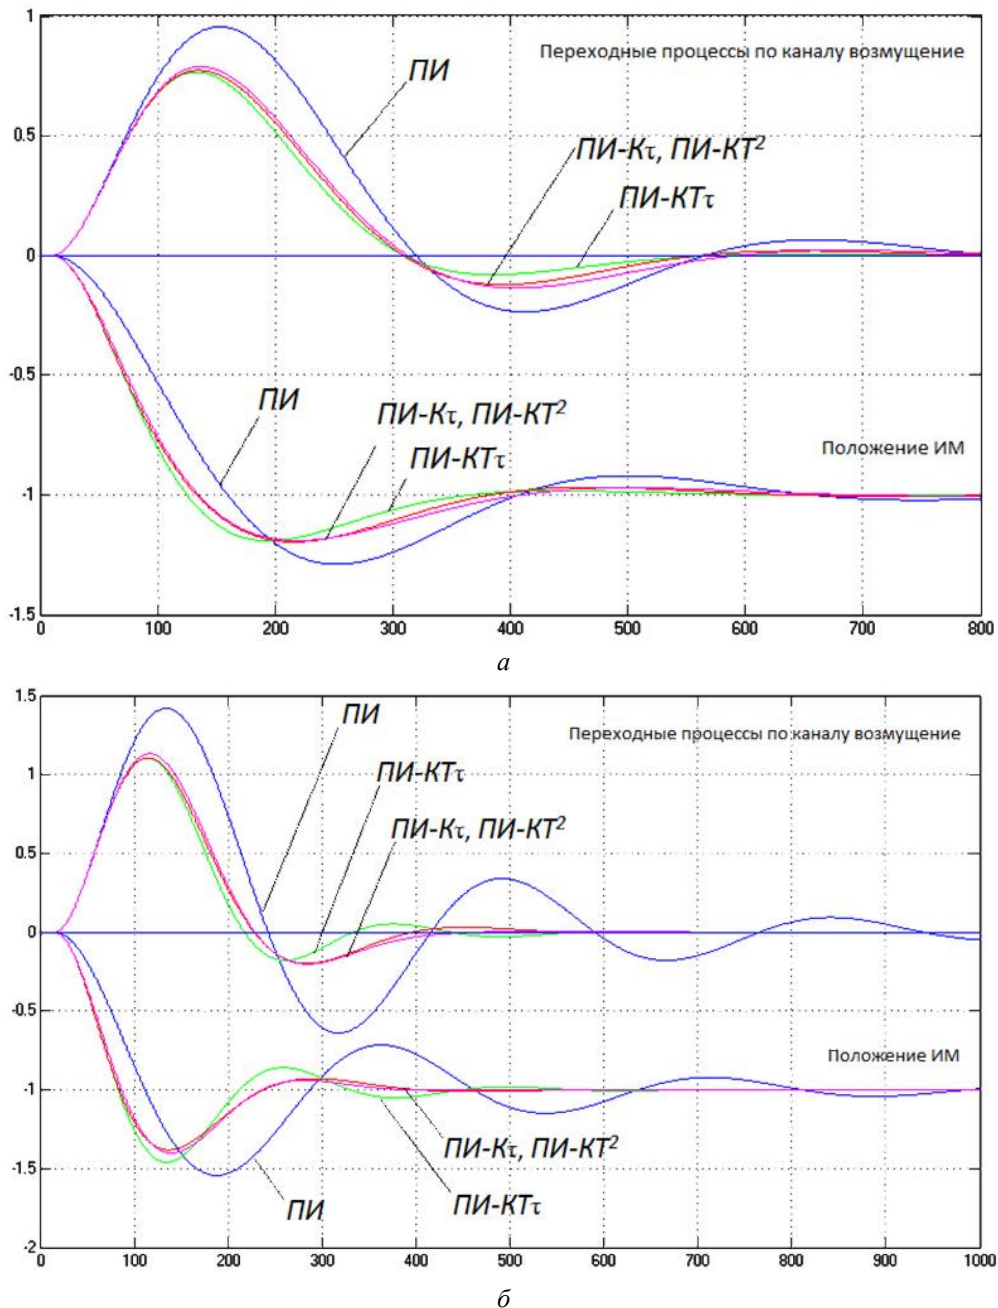 1
Переходные процессы по каналу возмущение
ПИ
0.5
ПИ-Кτ, ПИ-КТ²
ПИ-КТτ
0
-0.5
ПИ
ПИ-Кτ, ПИ-КТ²
ПИ-КТτ
Положение ИМ
-1
-1.5
0 100 200 300 400 500 600 700 800
а
1.5
ПИ
Переходные процессы по каналу возмущение
ПИ-КТτ
1
ПИ-Кτ, ПИ-КТ²
0.5
0
-0.5
Положение ИМ
-1
ПИ-Кτ, ПИ-КТ²
-1.5
ПИ
ПИ-КТτ
-2
0 100 200 300 400 500 600 700 800 900 1000
б